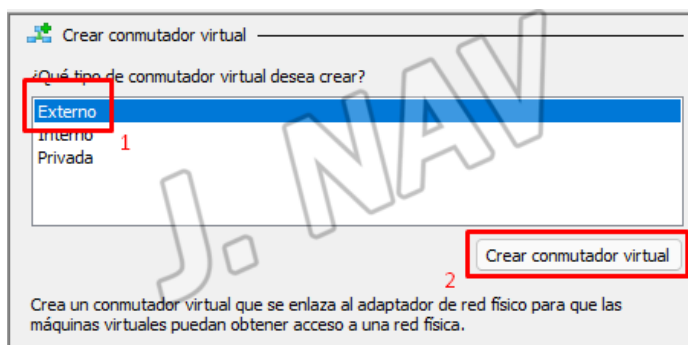 Crear conmutador virtual
¿Qué tipo de conmutador virtual desea crear?
Externo
1
Interno
Privada
J. NAV
Crear conmutador virtual
2
Crea un conmutador virtual que se enlaza al adaptador de red físico para que las
máquinas virtuales puedan obtener acceso a una red física.